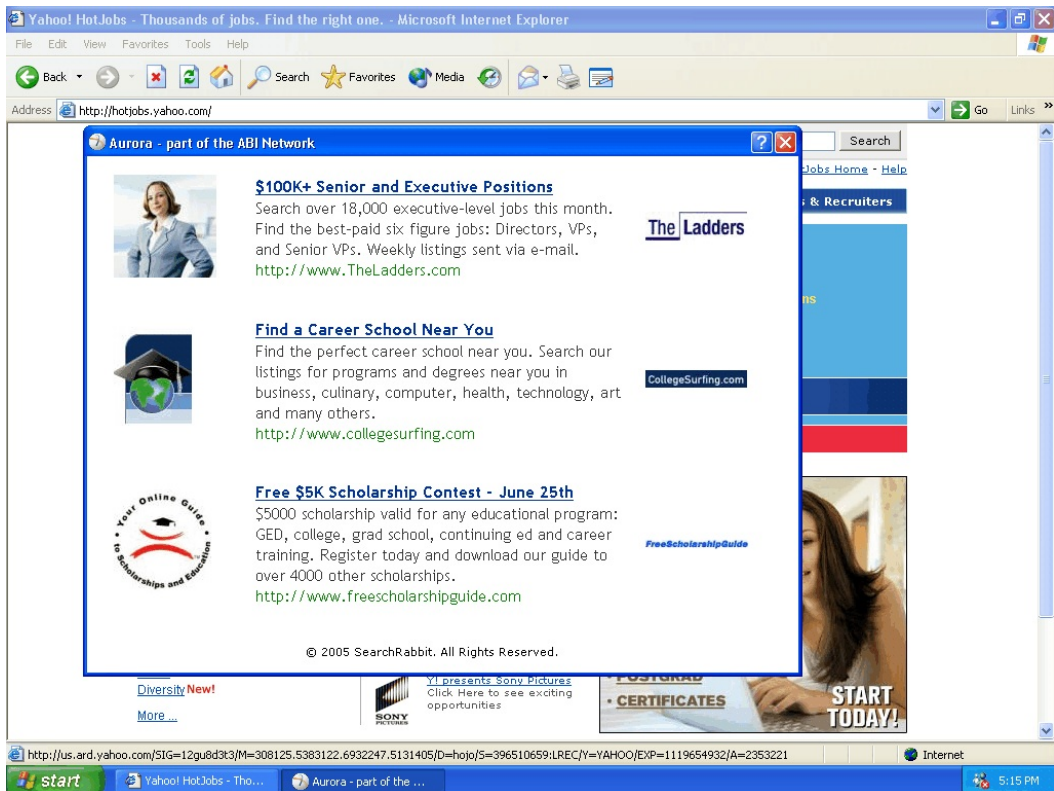 Yahoo! HotJobs - Thousands of jobs. Find the right one. - Microsoft Internet Explorer
File Edit View Favorites Tools Help
Back Search Favorites Media
Address http://hotjobs.yahoo.com/ Go Links »
Aurora - part of the ABI Network
Search
Jobs Home - Help
& Recruiters
$100K+ Senior and Executive Positions
Search over 18,000 executive-level jobs this month.
Find the best-paid six figure jobs: Directors, VPs,
and Senior VPs. Weekly listings sent via e-mail.
http://www.TheLadders.com
The Ladders
ns
Find a Career School Near You
Find the perfect career school near you. Search our
listings for programs and degrees near you in
business, culinary, computer, health, technology, art
and many others.
http://www.collegesurfing.com
CollegeSurfing.com
Your Online Guide
to Scholarships and Education
Free $5K Scholarship Contest - June 25th
$5000 scholarship valid for any educational program:
GED, college, grad school, continuing ed and career
training. Register today and download our guide to
over 4000 other scholarships.
http://www.freescholarshipguide.com
FreeScholarshipGuide
© 2005 SearchRabbit. All Rights Reserved.
Diversity New!
More ...
SONY
PICTURES
Y! presents Sony Pictures
Click Here to see exciting
opportunities
• POSTGRAD
• CERTIFICATES
START
TODAY!
http://us.ard.yahoo.com/SIG=12gu8d3t3/M=308125.5383122.6932247.5131405/D=hojo/S=396510659:LREC/Y=YAHOO/EXP=1119654932/A=2353221 Internet
start Yahoo! HotJobs - Tho... Aurora - part of the ... 5:15 PM